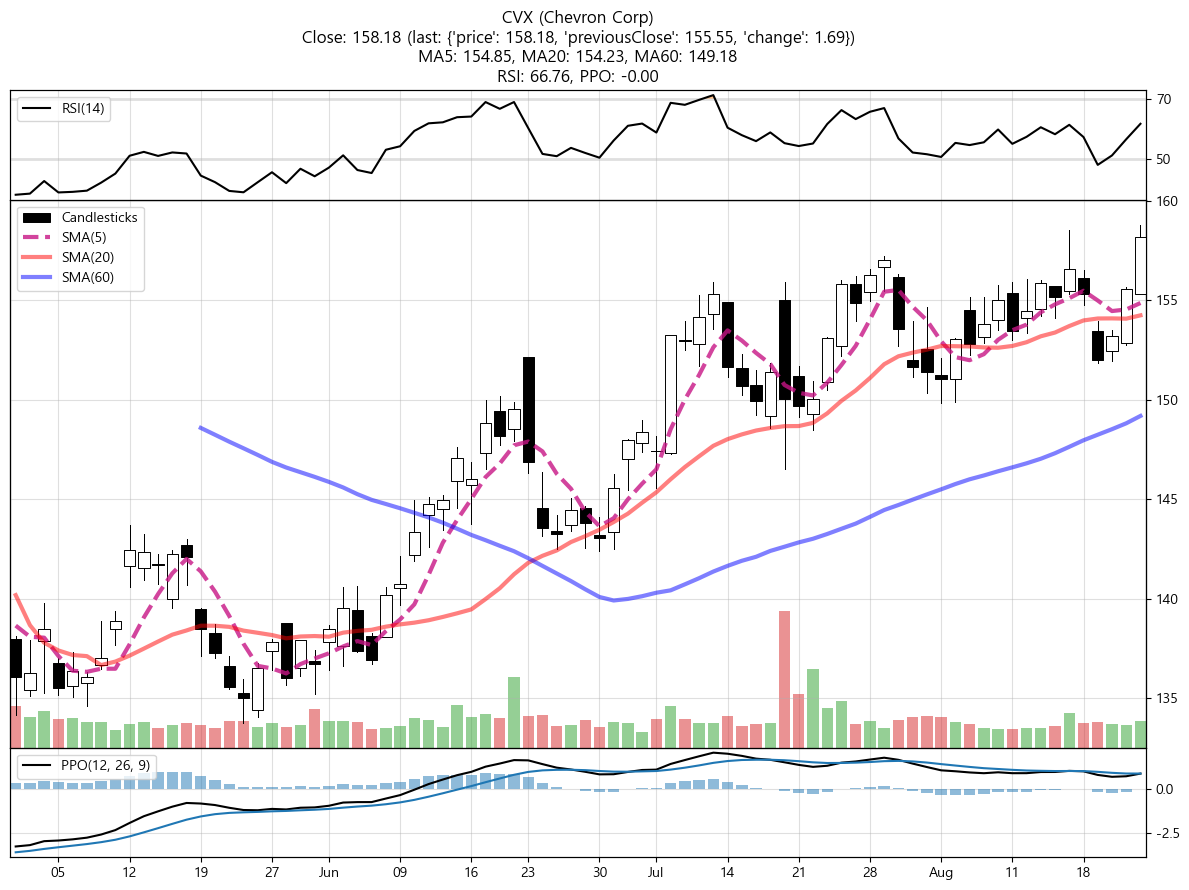 CVX (Chevron Corp)
Close: 158.18 (last: {'price': 158.18, 'previousClose': 155.55, 'change': 1.69})
MA5: 154.85, MA20: 154.23, MA60: 149.18
RSI: 66.76, PPO: -0.00
RSI(14)
70
50
Candlesticks
SMA(5)
SMA(20)
SMA(60)
160
155
150
145
140
135
PPO(12, 26, 9)
0.0
-2.5
05 12 19 27 Jun 09 16 23 30 Jul 14 21 28 Aug 11 18